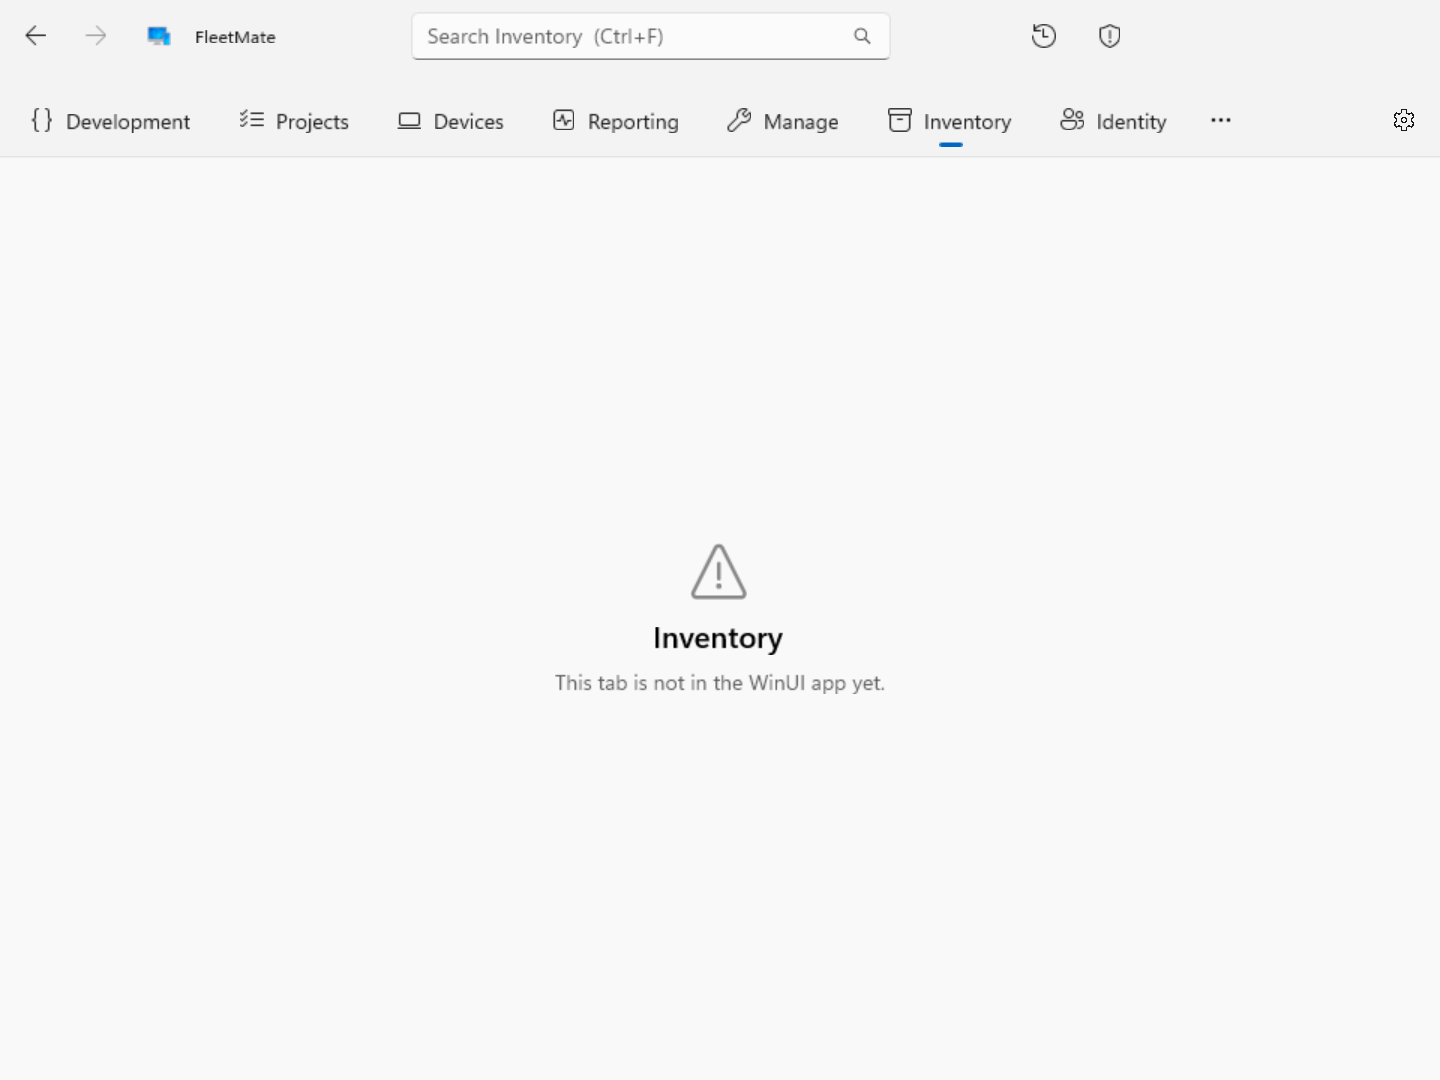 FleetMate
Search Inventory (Ctrl+F)
Development
Projects
Devices
Reporting
Manage
Inventory
Identity
Inventory
This tab is not in the WinUI app yet.